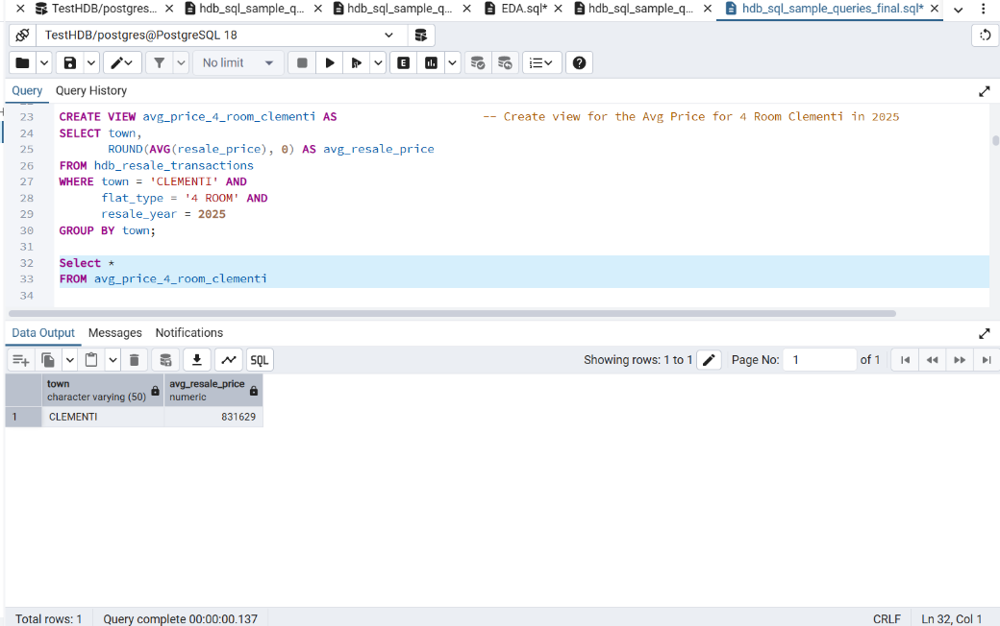 TestHDB/postgres...
hdb_sql_sample_q...
hdb_sql_sample_q...
EDA.sql*
hdb_sql_sample_q...
hdb_sql_sample_queries_final.sql*
TestHDB/postgres@PostgreSQL 18
No limit
E
Query
Query History
23 CREATE VIEW avg_price_4_room_clementi AS -- Create view for the Avg Price for 4 Room Clementi in 2025
24 SELECT town,
25 ROUND(AVG(resale_price), 0) AS avg_resale_price
26 FROM hdb_resale_transactions
27 WHERE town = 'CLEMENTI' AND
28 flat_type = '4 ROOM' AND
29 resale_year = 2025
30 GROUP BY town;
31
32 Select *
33 FROM avg_price_4_room_clementi
34
Data Output
Messages
Notifications
SQL
Showing rows: 1 to 1
Page No: 1 of 1
town avg_resale_price
character varying (50) numeric
1 CLEMENTI 831629
Total rows: 1
Query complete 00:00:00.137
CRLF
Ln 32, Col 1